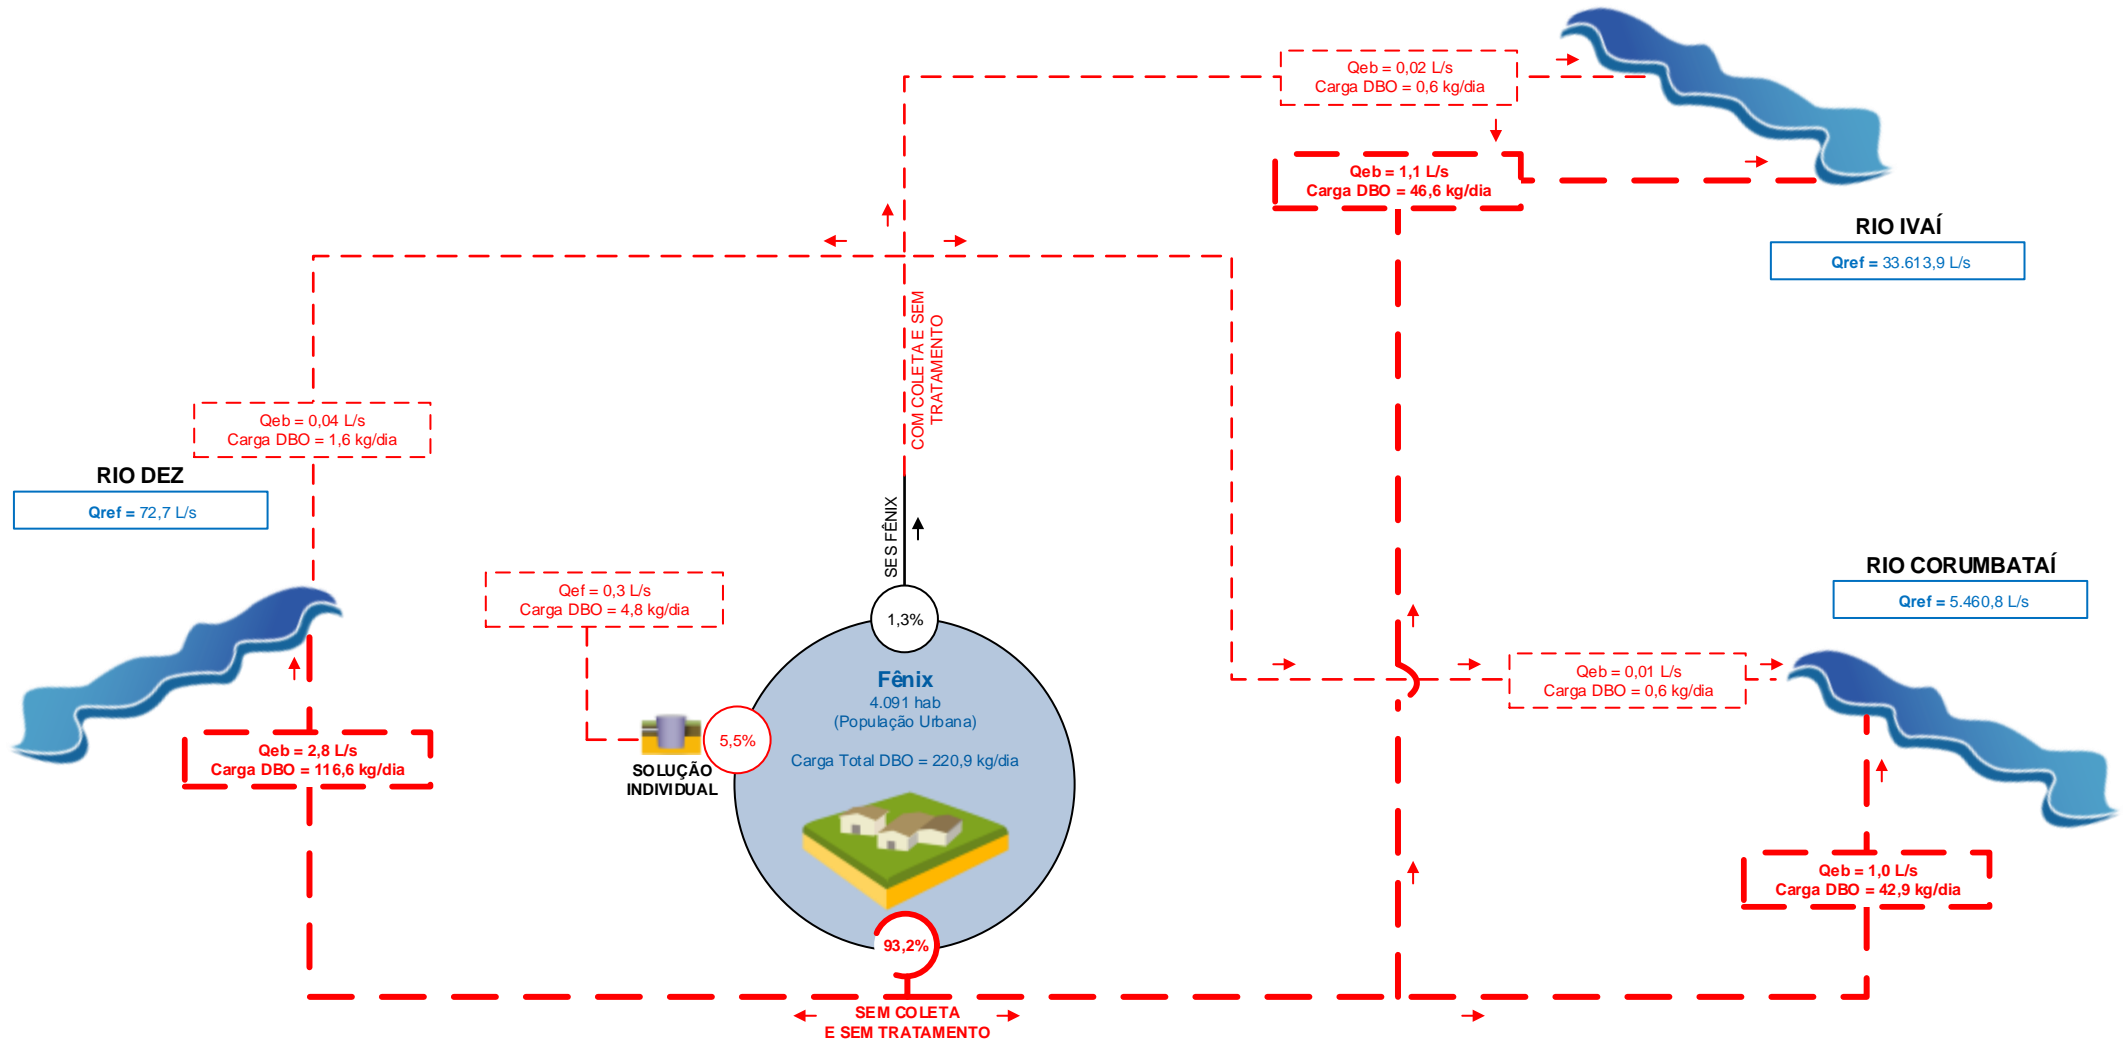 Qeb = 0,02 L/s
Carga DBO = 0,6 kg/dia
Qeb = 1,1 L/s
Carga DBO = 46,6 kg/dia
RIO IVAÍ
Qref = 33.613,9 L/s
COM COLETA E SEM
TRATAMENTO
Qeb = 0,04 L/s
Carga DBO = 1,6 kg/dia
RIO DEZ
Qref = 72,7 L/s
SES FÊNIX
RIO CORUMBATAÍ
Qref = 5.460,8 L/s
Qef = 0,3 L/s
Carga DBO = 4,8 kg/dia
1,3%
Fênix
4.091 hab
(População Urbana)
Carga Total DBO = 220,9 kg/dia
Qeb = 0,01 L/s
Carga DBO = 0,6 kg/dia
5,5%
SOLUÇÃO
INDIVIDUAL
Qeb = 2,8 L/s
Carga DBO = 116,6 kg/dia
Qeb = 1,0 L/s
Carga DBO = 42,9 kg/dia
93,2%
SEM COLETA
E SEM TRATAMENTO